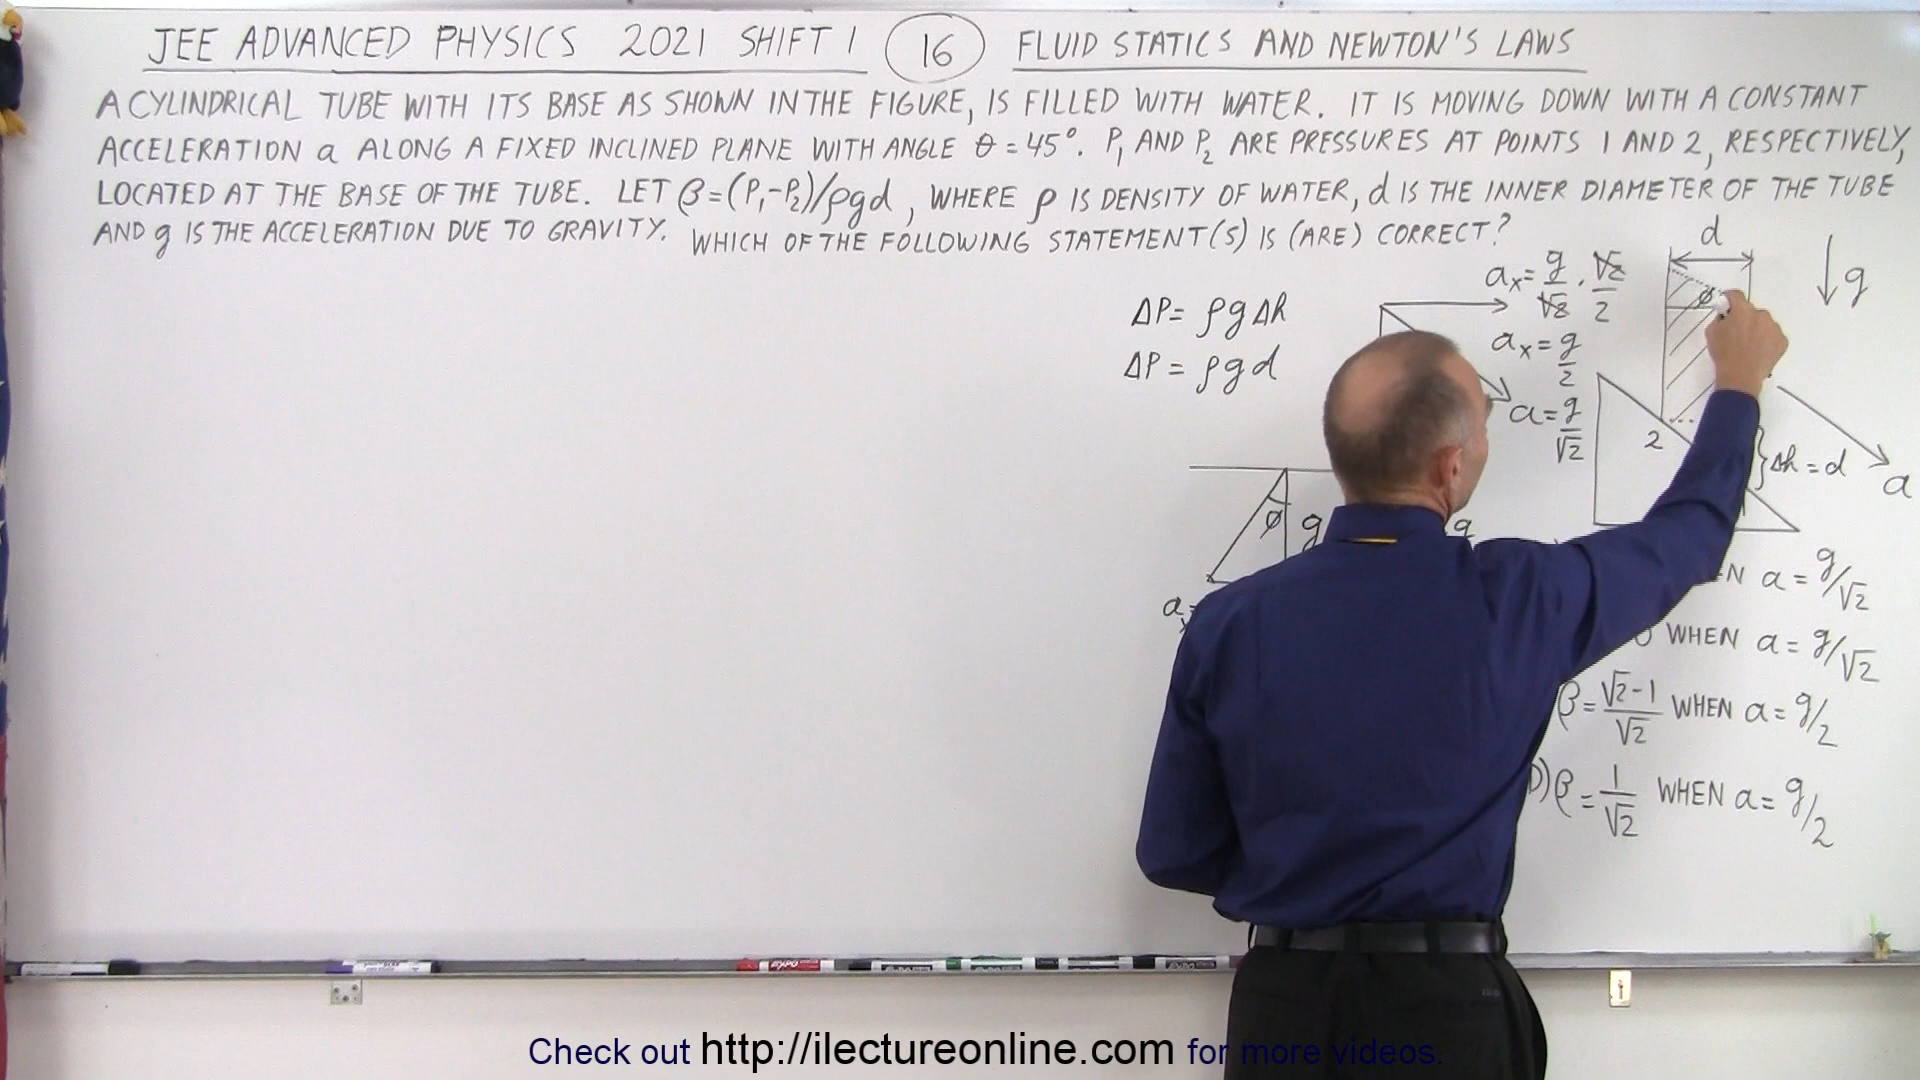 JEE ADVANCED PHYSICS 2021 SHIFT 1 16 FLUID STATICS AND NEWTON'S LAWS
A CYLINDRICAL TUBE WITH ITS BASE AS SHOWN IN THE FIGURE, IS FILLED WITH WATER. IT IS MOVING DOWN WITH A CONSTANT
ACCELERATION a ALONG A FIXED INCLINED PLANE WITH ANGLE θ = 45°. P₁ AND P₂ ARE PRESSURES AT POINTS 1 AND 2, RESPECTIVELY,
LOCATED AT THE BASE OF THE TUBE. LET β = (P₁-P₂)/ρgd, WHERE ρ IS DENSITY OF WATER, d IS THE INNER DIAMETER OF THE TUBE
AND g IS THE ACCELERATION DUE TO GRAVITY. WHICH OF THE FOLLOWING STATEMENT(S) IS (ARE) CORRECT?
d
g
ΔP = ρgΔh
ΔP = ρgd
aₓ = g/√2 · √2/2
aₓ = g/2
a = g/√2
φ
2
Δh = d
a
φ g
g
aₓ
a = g/√2
WHEN a = g/√2
β = (√2-1)/√2 WHEN a = g/2
D) β = 1/√2 WHEN a = g/2
EXPO
Check out http://ilectureonline.com for more videos.